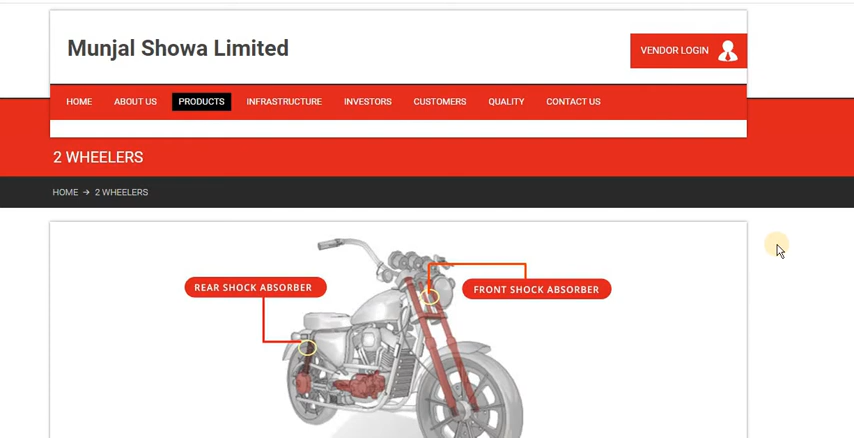 Munjal Showa Limited
VENDOR LOGIN
HOME ABOUT US PRODUCTS INFRASTRUCTURE INVESTORS CUSTOMERS QUALITY CONTACT US
2 WHEELERS
HOME → 2 WHEELERS
REAR SHOCK ABSORBER
FRONT SHOCK ABSORBER